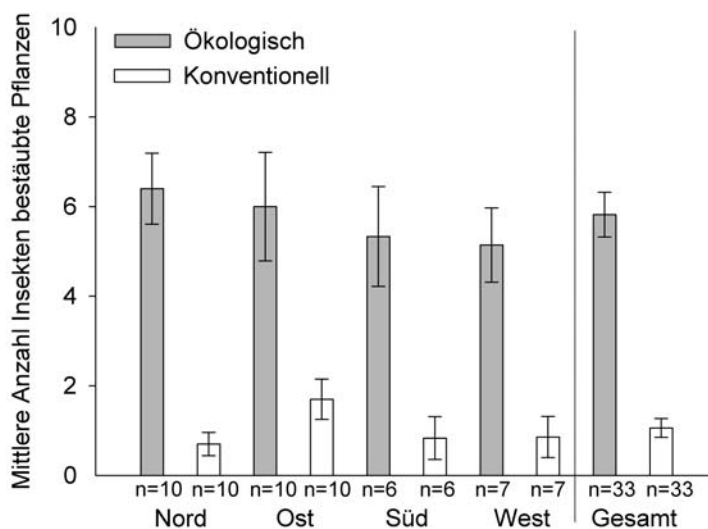 Mittlere Anzahl Insekten bestäubte Pflanzen
10
8
6
4
2
0
Ökologisch
Konventionell
n=10 n=10 n=10 n=10 n=6 n=6 n=7 n=7 n=33 n=33
Nord Ost Süd West Gesamt